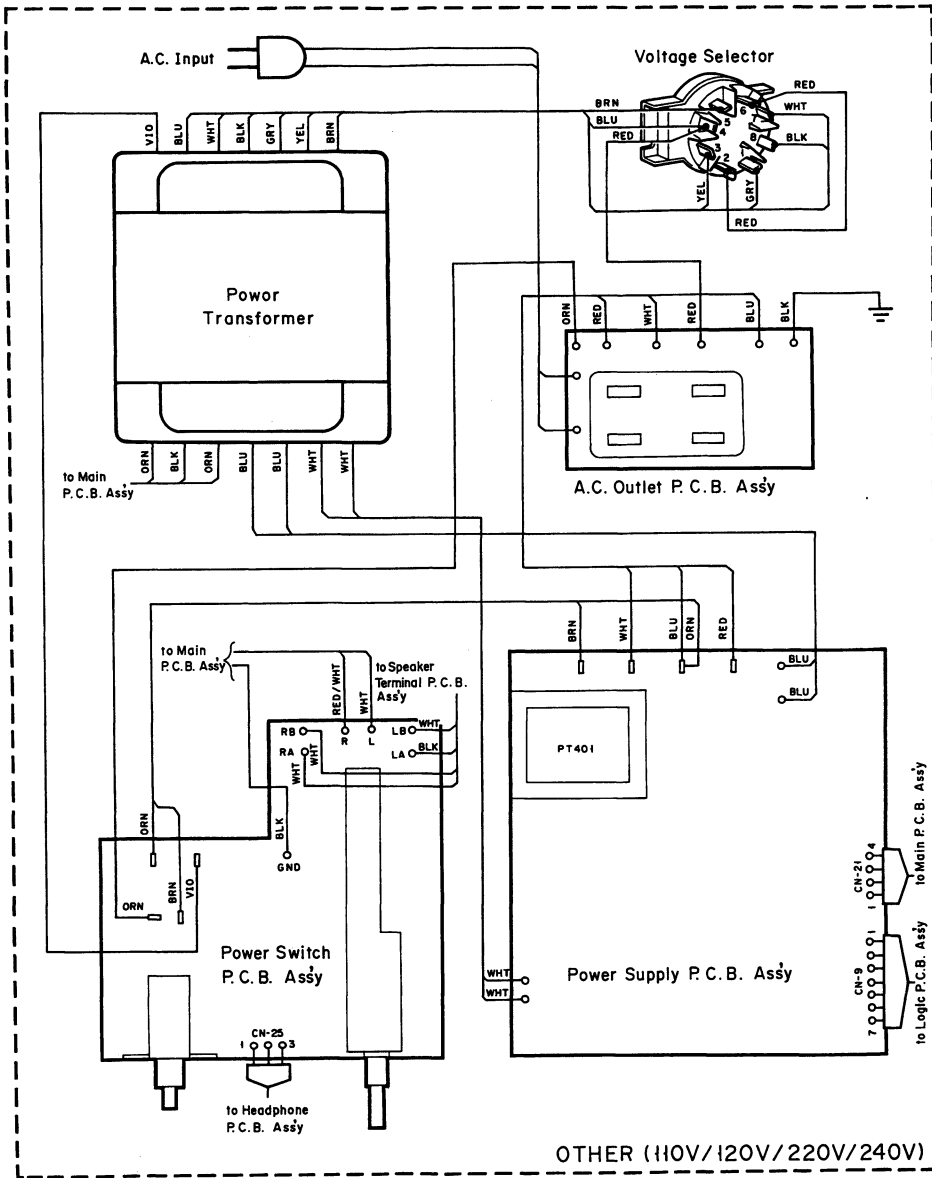 A.C. Input
Voltage Selector
BRN
BLU
RED
RED
WHT
BLK
6
5
4
8
3
2
YEL
GRY
RED
VIO
BLU
WHT
BLK
GRY
YEL
BRN
Powor
Transformer
ORN
BLK
ORN
BLU
BLU
WHT
WHT
to Main
P.C.B. Ass'y
ORN
RED
WHT
RED
BLU
BLK
A.C. Outlet P.C.B. Ass'y
BRN
WHT
BLU
ORN
RED
BLU
BLU
to Main
P.C.B. Ass'y
RED/WHT
WHT
to Speaker
Terminal P.C.B.
Ass'y
RB
R
L
LB
WHT
RA
WHT
WHT
LA
BLK
PT401
ORN
BLK
GND
BRN
VIO
ORN
Power Switch
P.C.B. Ass'y
WHT
WHT
Power Supply P.C.B. Ass'y
CN-21
4
1
to Main P.C.B. Ass'y
CN-9
1
7
to Logic P.C.B. Ass'y
CN-25
1
3
to Headphone
P.C.B. Ass'y
OTHER (110V/120V/220V/240V)